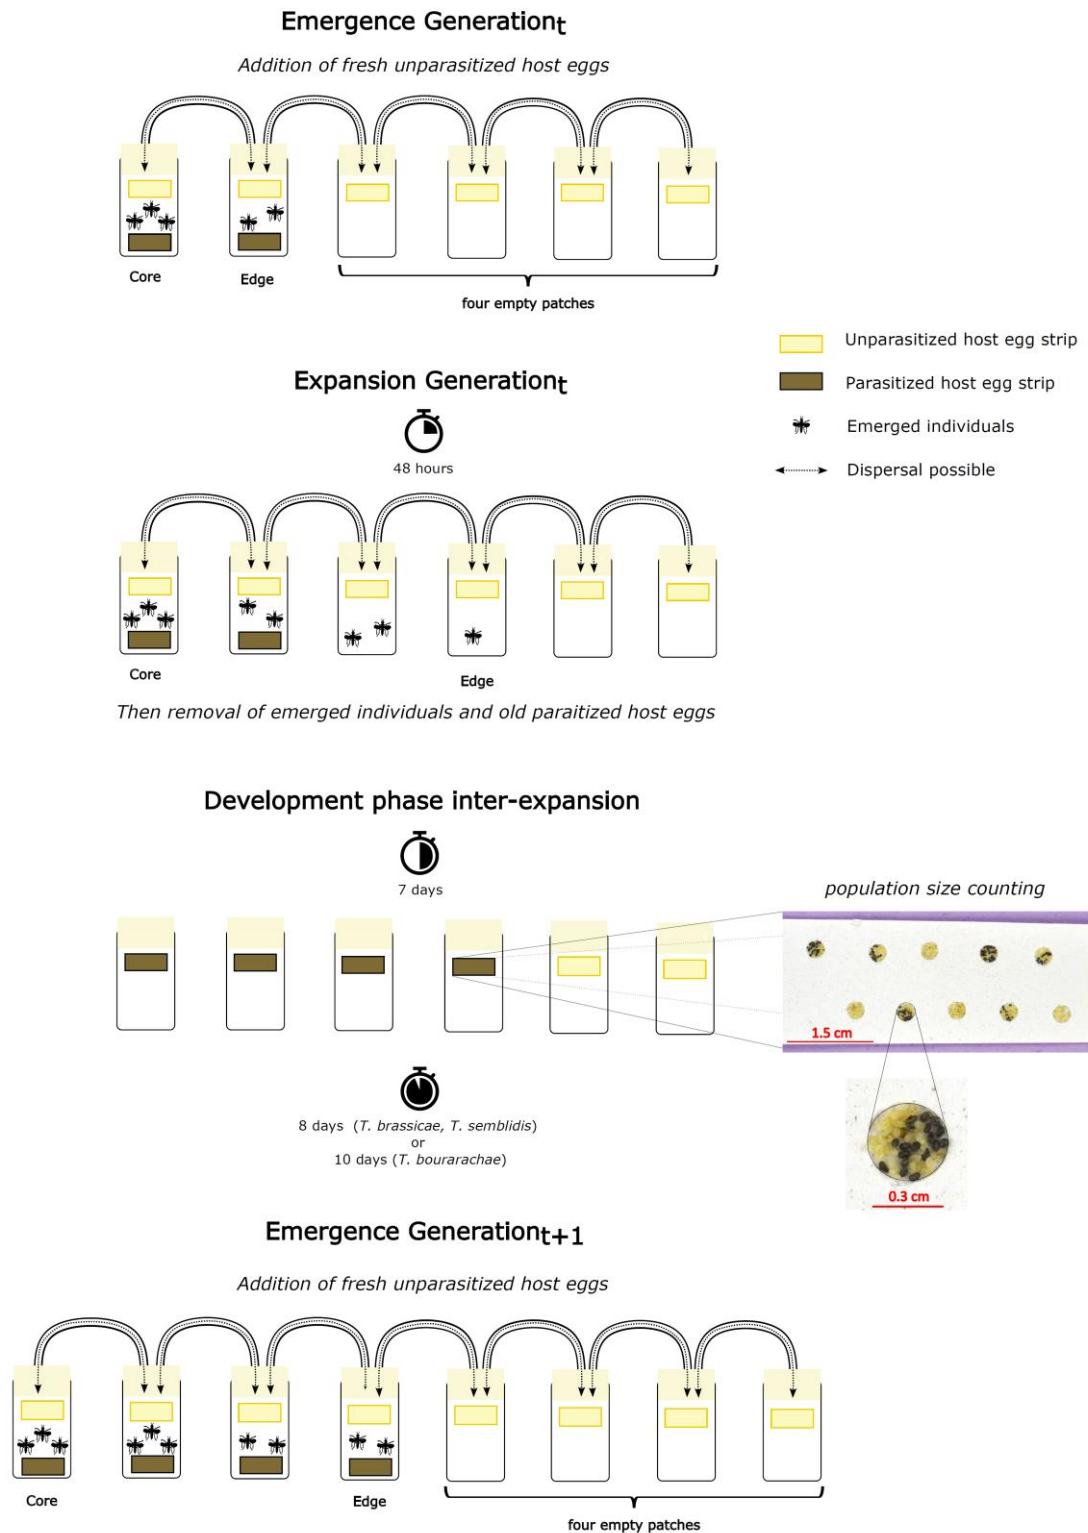 Emergence Generationt
Addition of fresh unparasitized host eggs
Core
Edge
four empty patches
Unparasitized host egg strip
Parasitized host egg strip
Emerged individuals
Dispersal possible
Expansion Generationt
48 hours
Core
Edge
Then removal of emerged individuals and old paraitized host eggs
Development phase inter-expansion
7 days
population size counting
1.5 cm
8 days (T. brassicae, T. semblidis)
or
10 days (T. bourarachae)
0.3 cm
Emergence Generationt+1
Addition of fresh unparasitized host eggs
Core
Edge
four empty patches